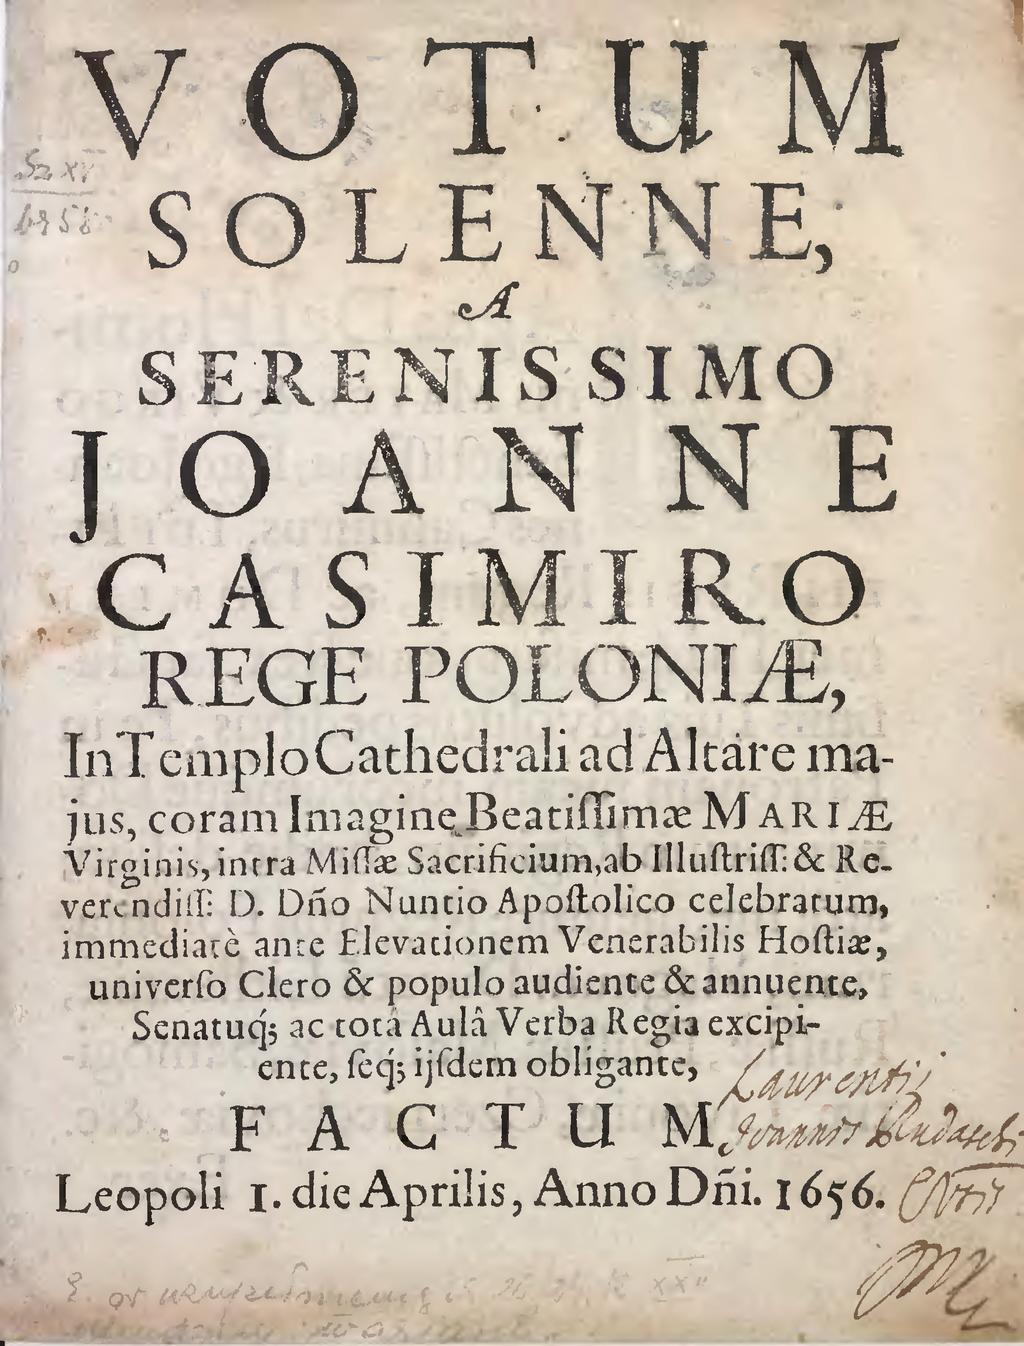 VOTUM
SOLENNE,
A
SERENISSIMO
JOANNE
CASIMIRO
REGE POLONIÆ,
In Templo Cathedrali ad Altare ma-
jus, coram Imagine Beatiſſimæ MARIÆ
Virginis, intra Miſſæ Sacrificium, ab Illuſtriſſ: & Re-
verendiſſ: D. Dño Nuntio Apoſtolico celebratum,
immediatè ante Elevationem Venerabilis Hoſtiæ,
univerſo Clero & populo audiente & annuente,
Senatuq́; ac totâ Aulâ Verba Regia excipi-
ente, ſeq́; ijſdem obligante,
FACTUM
Leopoli 1. die Aprilis, Anno Dñi. 1656.
Laurentij
Joannis